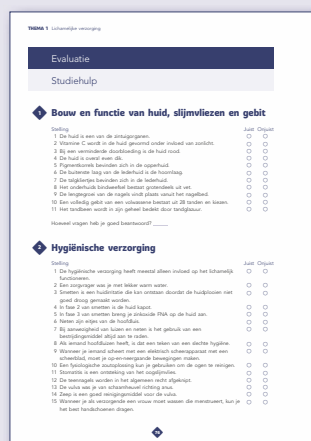 THEMA 1 Lichamelijke verzorging
Evaluatie
Studiehulp
1 Bouw en functie van huid, slijmvliezen en gebit
Stelling Juist Onjuist
1 De huid is een van de zintuigorganen.
2 Vitamine C wordt in de huid gevormd onder invloed van zonlicht.
3 Bij een verminderde doorbloeding is de huid rood.
4 De huid is overal even dik.
5 Pigmentkorrels bevinden zich in de opperhuid.
6 De buitenste laag van de lederhuid is de hoornlaag.
7 De talgkliertjes bevinden zich in de lederhuid.
8 Het onderhuids bindweefsel bestaat grotendeels uit vet.
9 De lengtegroei van de nagels vindt plaats vanuit het nagelbed.
10 Een volledig gebit van een volwassene bestaat uit 28 tanden en kiezen.
11 Het tandbeen wordt in zijn geheel bedekt door tandglazuur.
Hoeveel vragen heb je goed beantwoord? ____
2 Hygiënische verzorging
Stelling Juist Onjuist
1 De hygiënische verzorging heeft meestal alleen invloed op het lichamelijk
functioneren.
2 Een zorgvrager was je met lekker warm water.
3 Smetten is een huidirritatie die kan ontstaan doordat de huidplooien niet
goed droog gemaakt worden.
4 In fase 2 van smetten is de huid kapot.
5 In fase 3 van smetten breng je zinkoxide FNA op de huid aan.
6 Neten zijn eitjes van de hoofdluis.
7 Bij aanwezigheid van luizen en neten is het gebruik van een
bestrijdingsmiddel altijd aan te raden.
8 Als iemand hoofdluizen heeft, is dat een teken van een slechte hygiëne.
9 Wanneer je iemand scheert met een elektrisch scheerapparaat met een
scheerblad, moet je op-en-neergaande bewegingen maken.
10 Een fysiologische zoutoplossing kun je gebruiken om de ogen te reinigen.
11 Stomatitis is een ontsteking van het oogslijmvlies.
12 De teennagels worden in het algemeen recht afgeknipt.
13 De vulva was je van schaamheuvel richting anus.
14 Zeep is een goed reinigingsmiddel voor de vulva.
15 Wanneer je als verzorgende een vrouw moet wassen die menstrueert, kun je
het best handschoenen dragen.